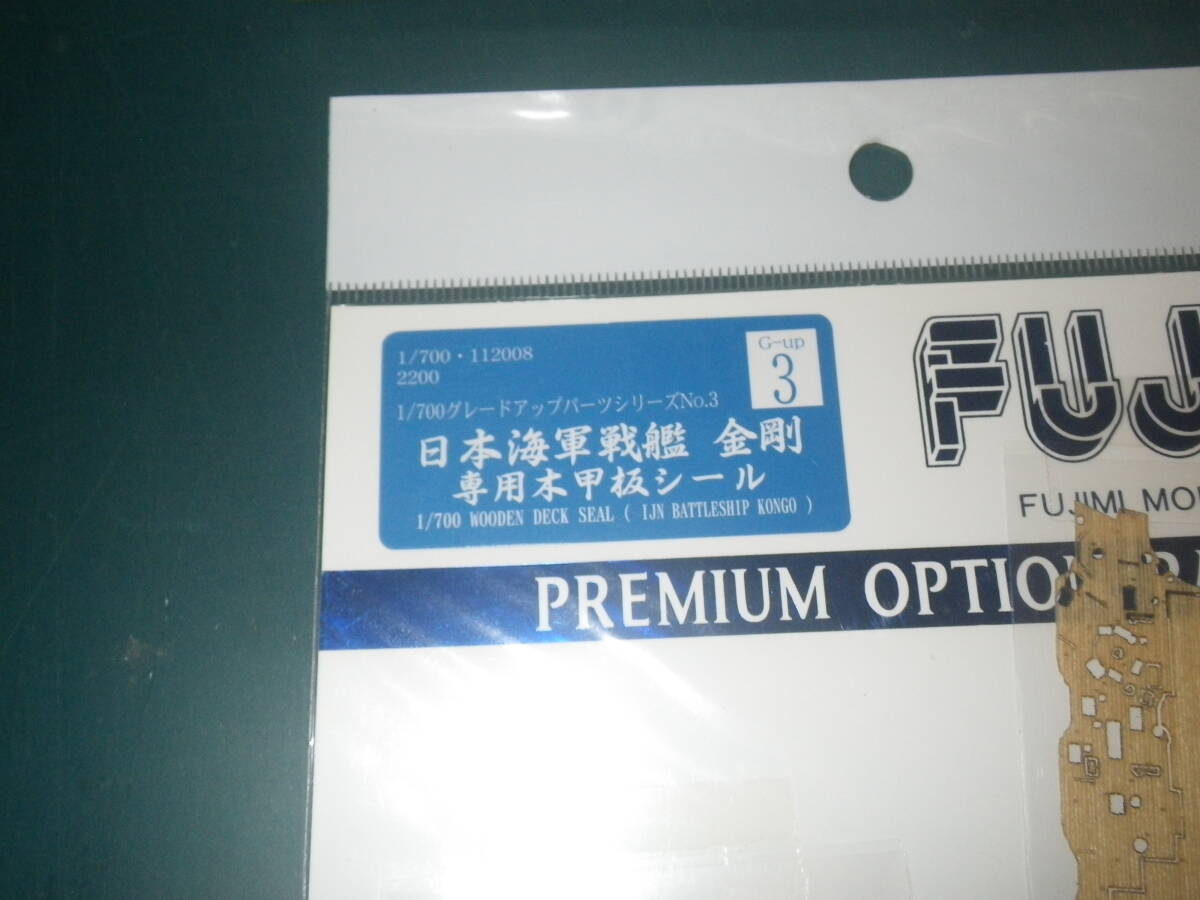 1/700・112008
2200
G-up
3
1/700グレードアップパーツシリーズNo.3
日本海軍戦艦 金剛
専用木甲板シール
1/700 WOODEN DECK SEAL ( IJN BATTLESHIP KONGO )
FUJ
FUJIMI MO
PREMIUM OPTIO